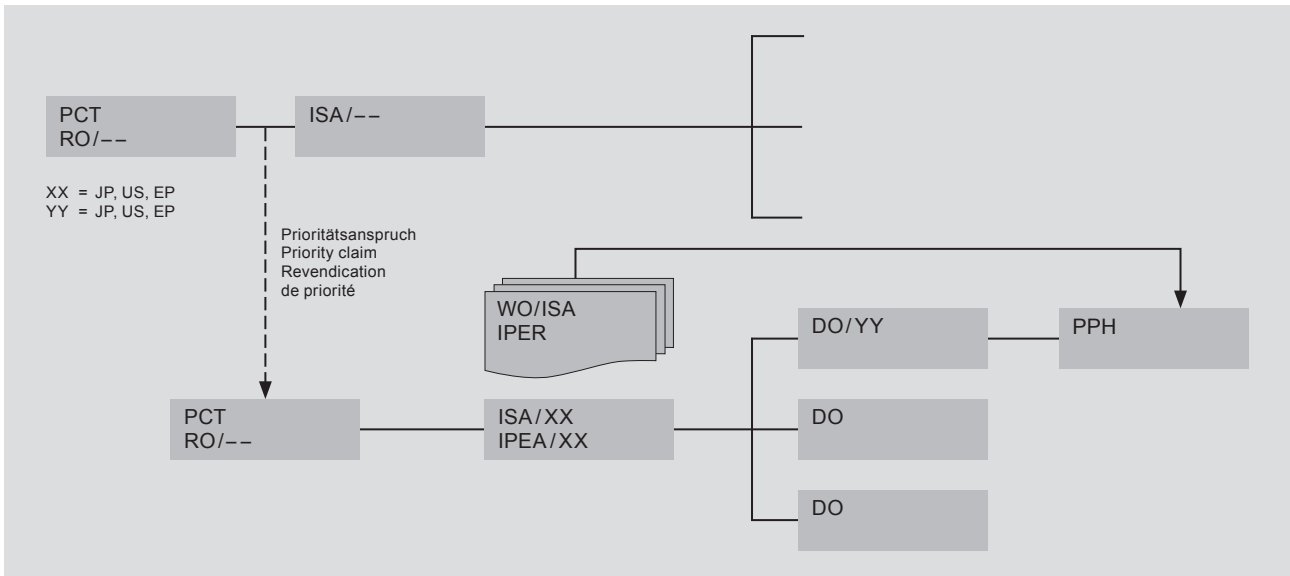 PCT
RO/--
ISA/--
XX = JP, US, EP
YY = JP, US, EP
Prioritätsanspruch
Priority claim
Revendication
de priorité
WO/ISA
IPER
DO/YY
PPH
PCT
RO/--
ISA/XX
IPEA/XX
DO
DO